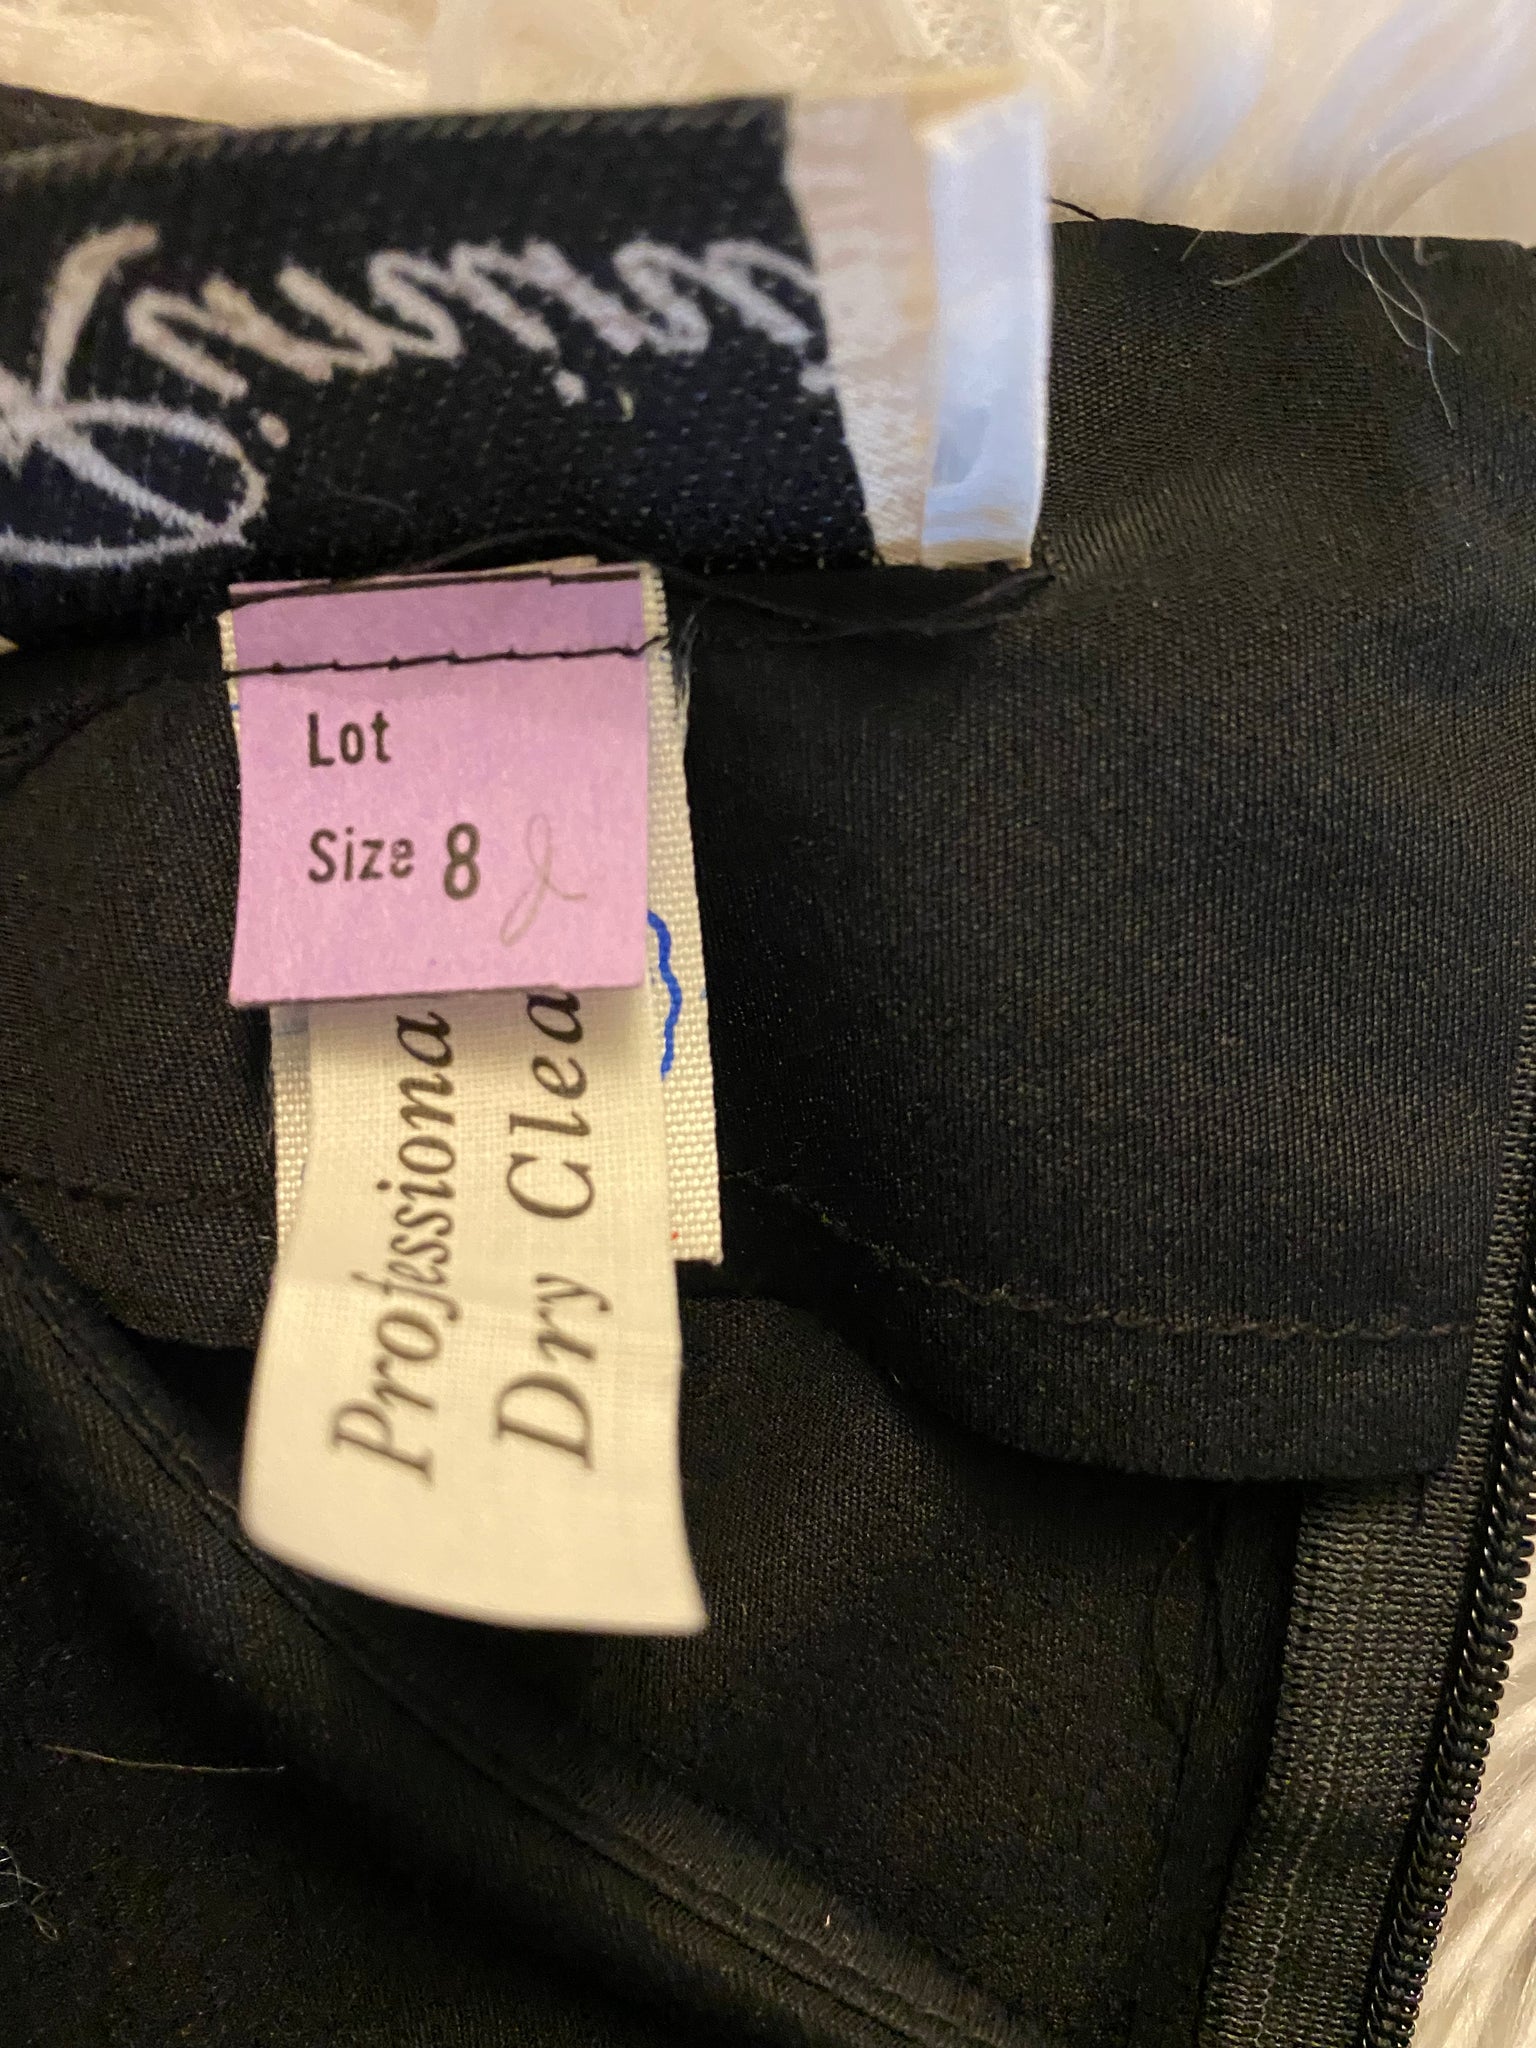 Lot
Size 8
Professiona
Dry Clea